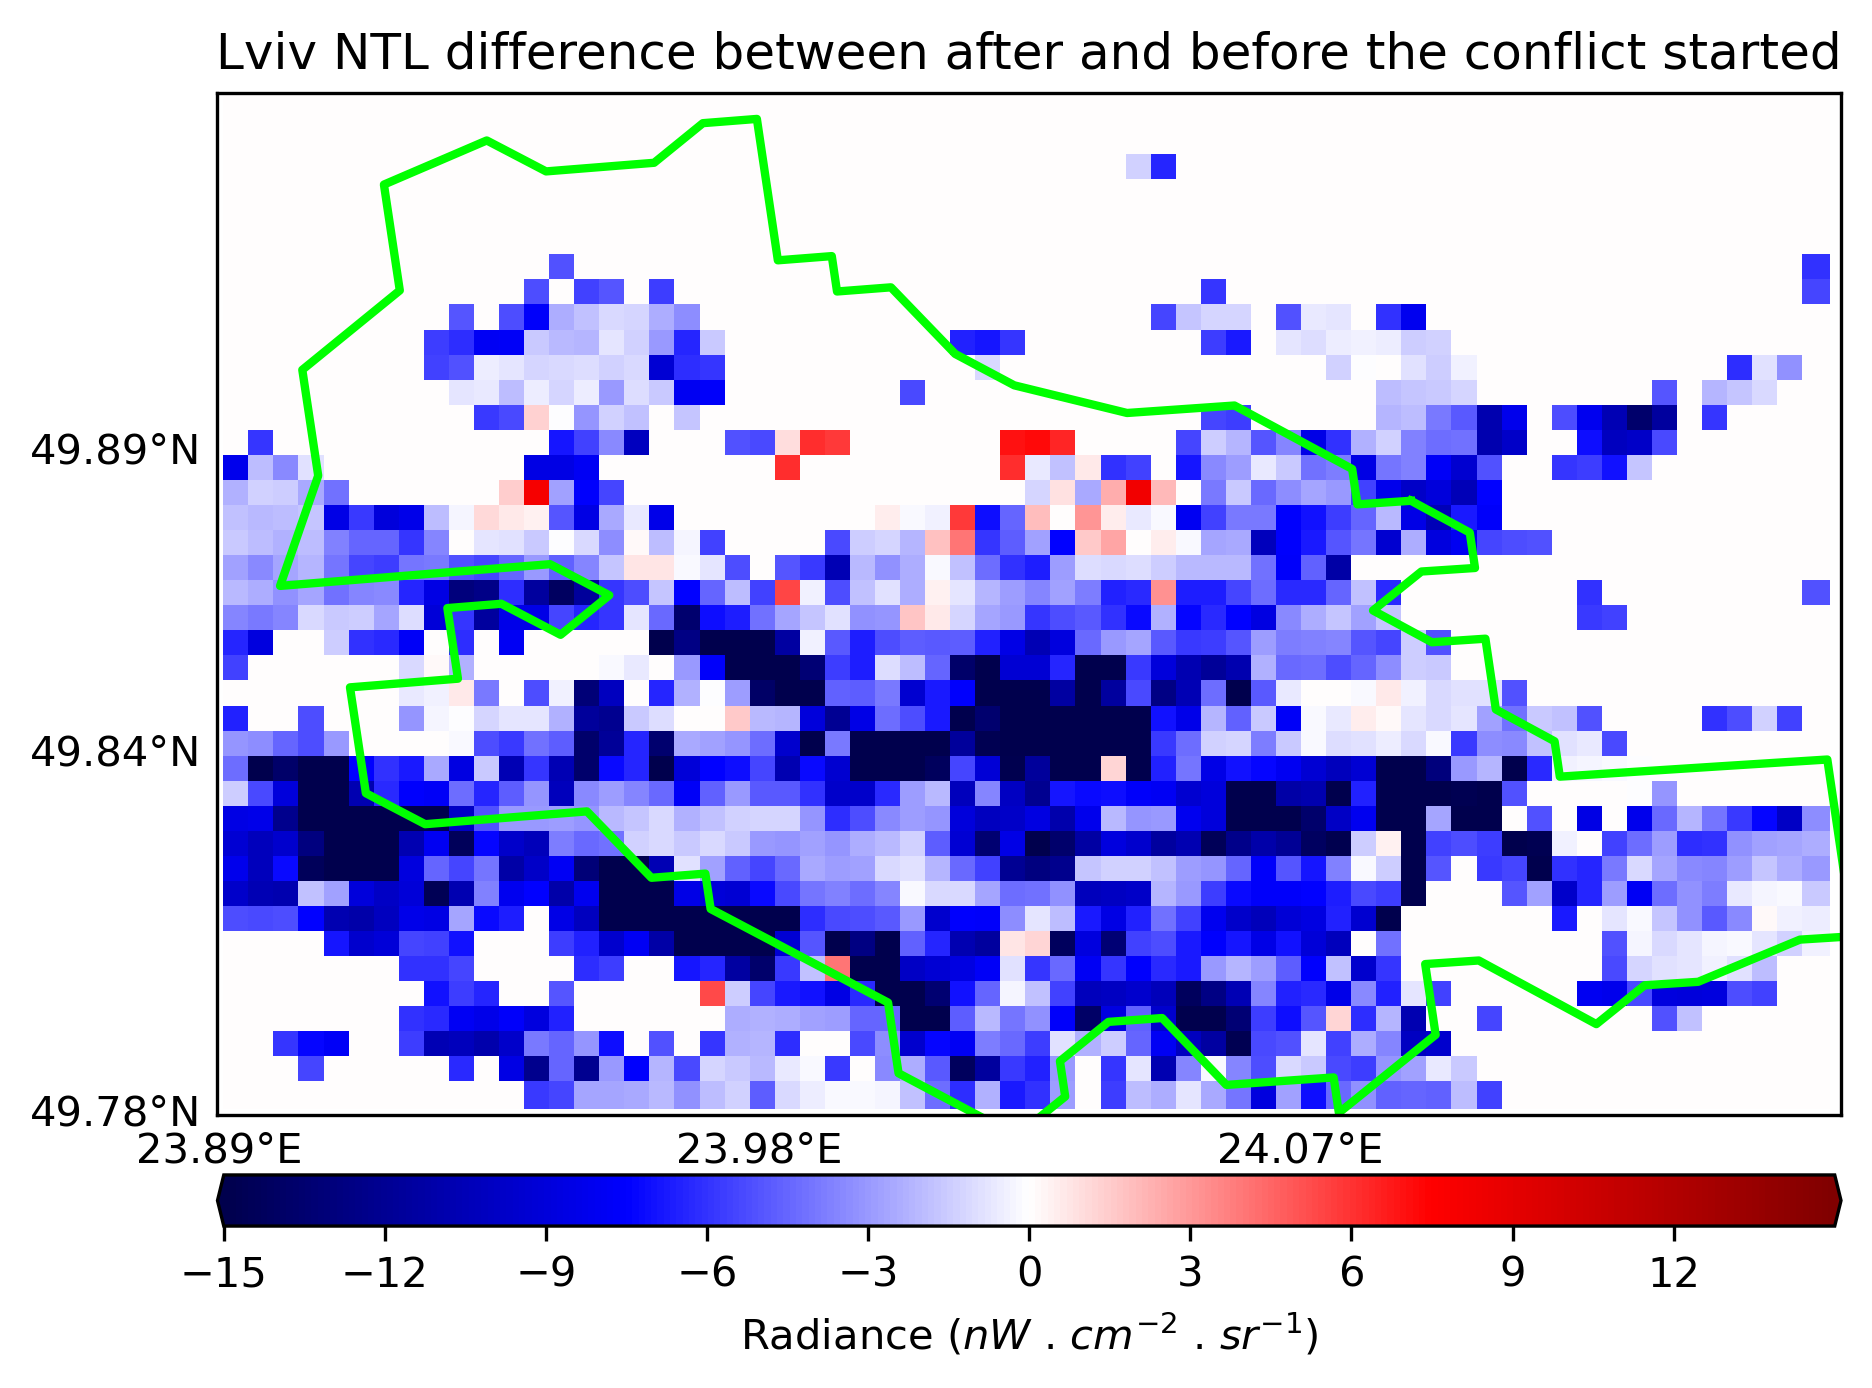 Lviv NTL difference between after and before the conflict started
49.89°N
49.84°N
49.78°N
23.89°E 23.98°E 24.07°E
−15 −12 −9 −6 −3 0 3 6 9 12
Radiance (nW . cm⁻² . sr⁻¹)